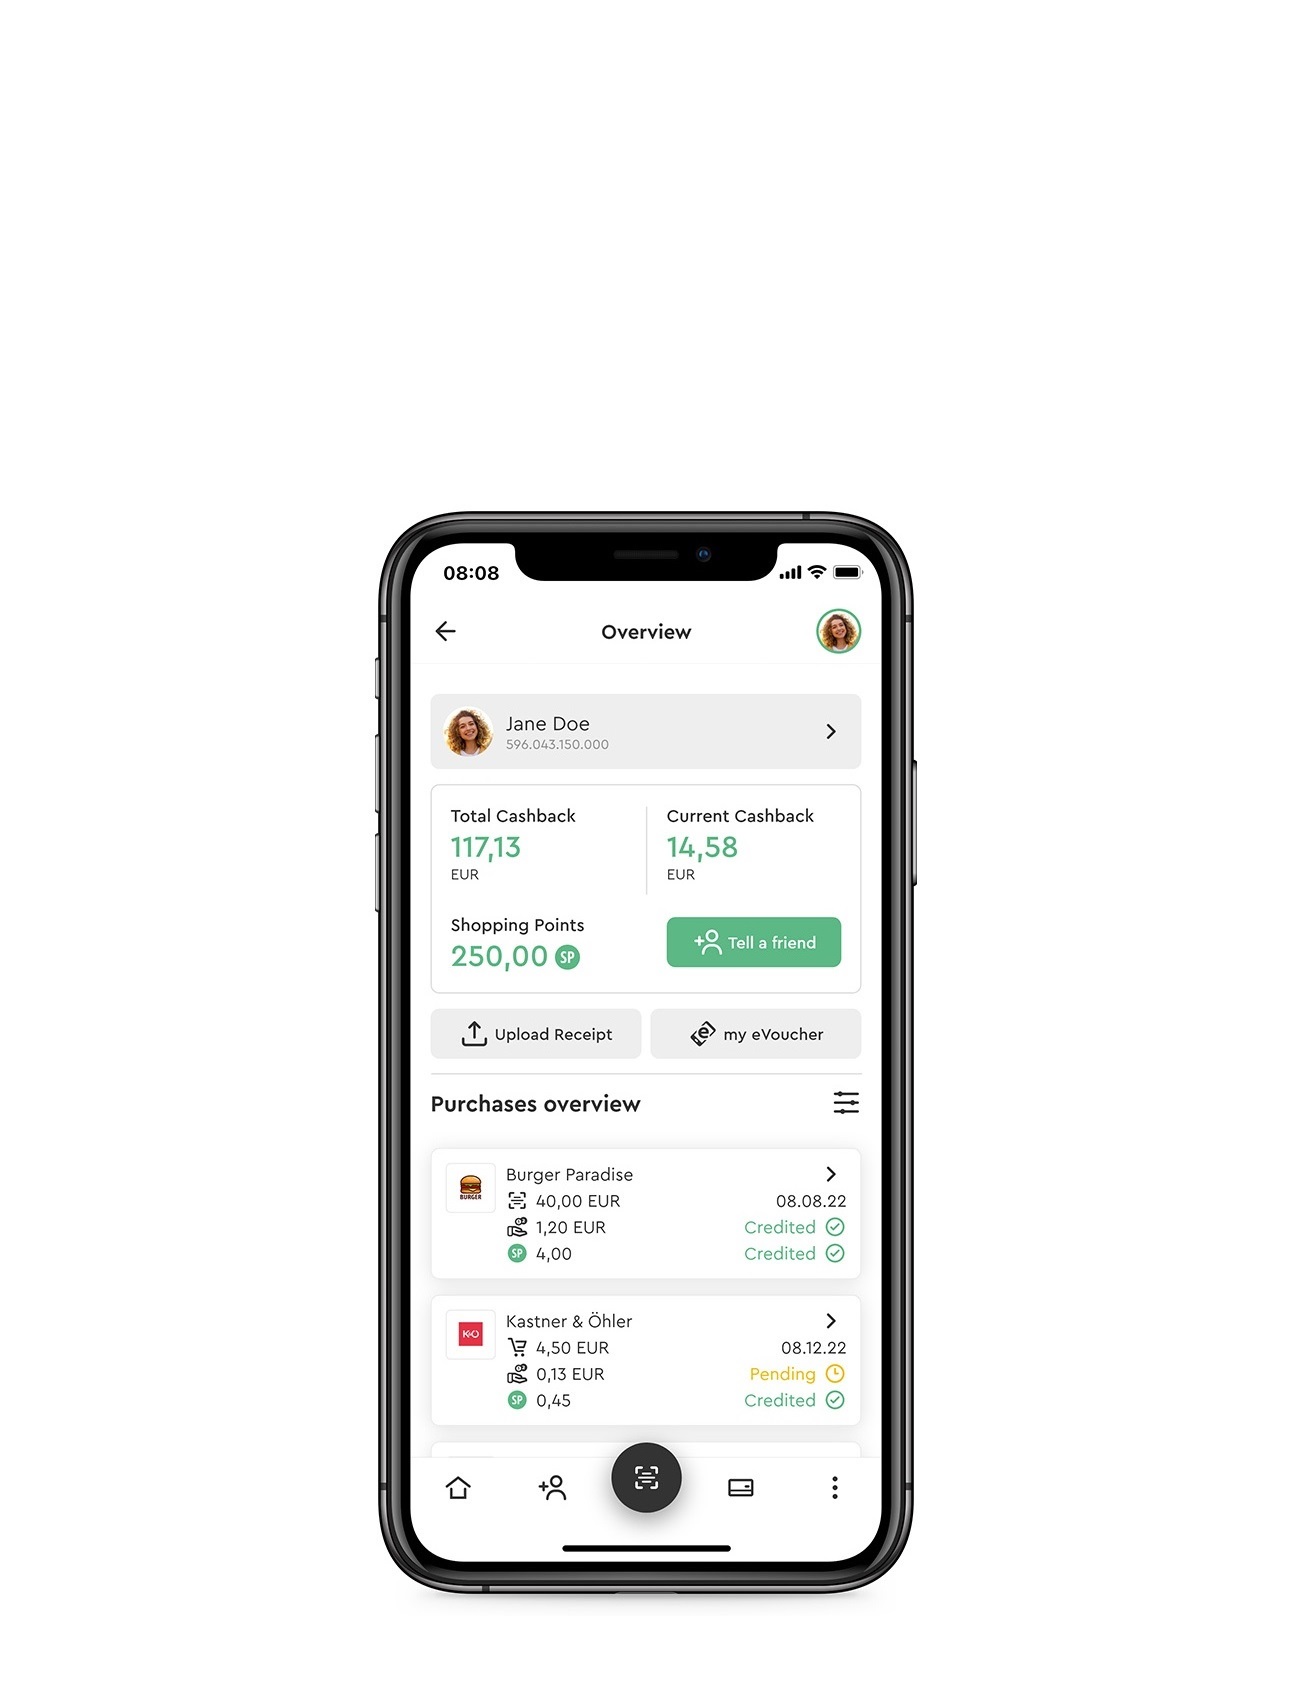 08:08
Overview
Jane Doe
596.043.150.000
Total Cashback
117,13
EUR
Current Cashback
14,58
EUR
Shopping Points
250,00 SP
Tell a friend
Upload Receipt
my eVoucher
Purchases overview
BURGER
Burger Paradise
40,00 EUR 08.08.22
1,20 EUR Credited
SP 4,00 Credited
K&Ö
Kastner & Öhler
4,50 EUR 08.12.22
0,13 EUR Pending
SP 0,45 Credited